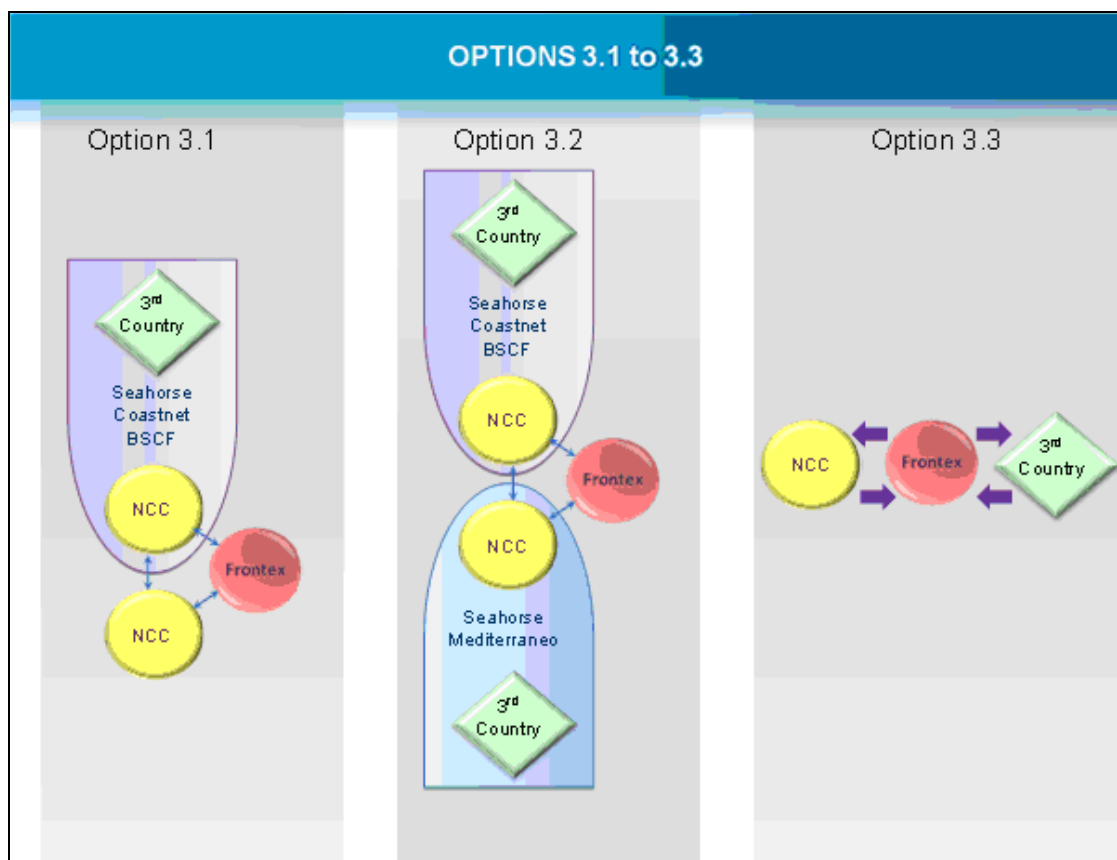 OPTIONS 3.1 to 3.3
Option 3.1
3rd
Country
Seahorse
Coastnet
BSCF
NCC
Frontex
NCC
Option 3.2
3rd
Country
Seahorse
Coastnet
BSCF
NCC
Frontex
NCC
Seahorse
Mediterraneo
3rd
Country
Option 3.3
NCC
Frontex
3rd
Country